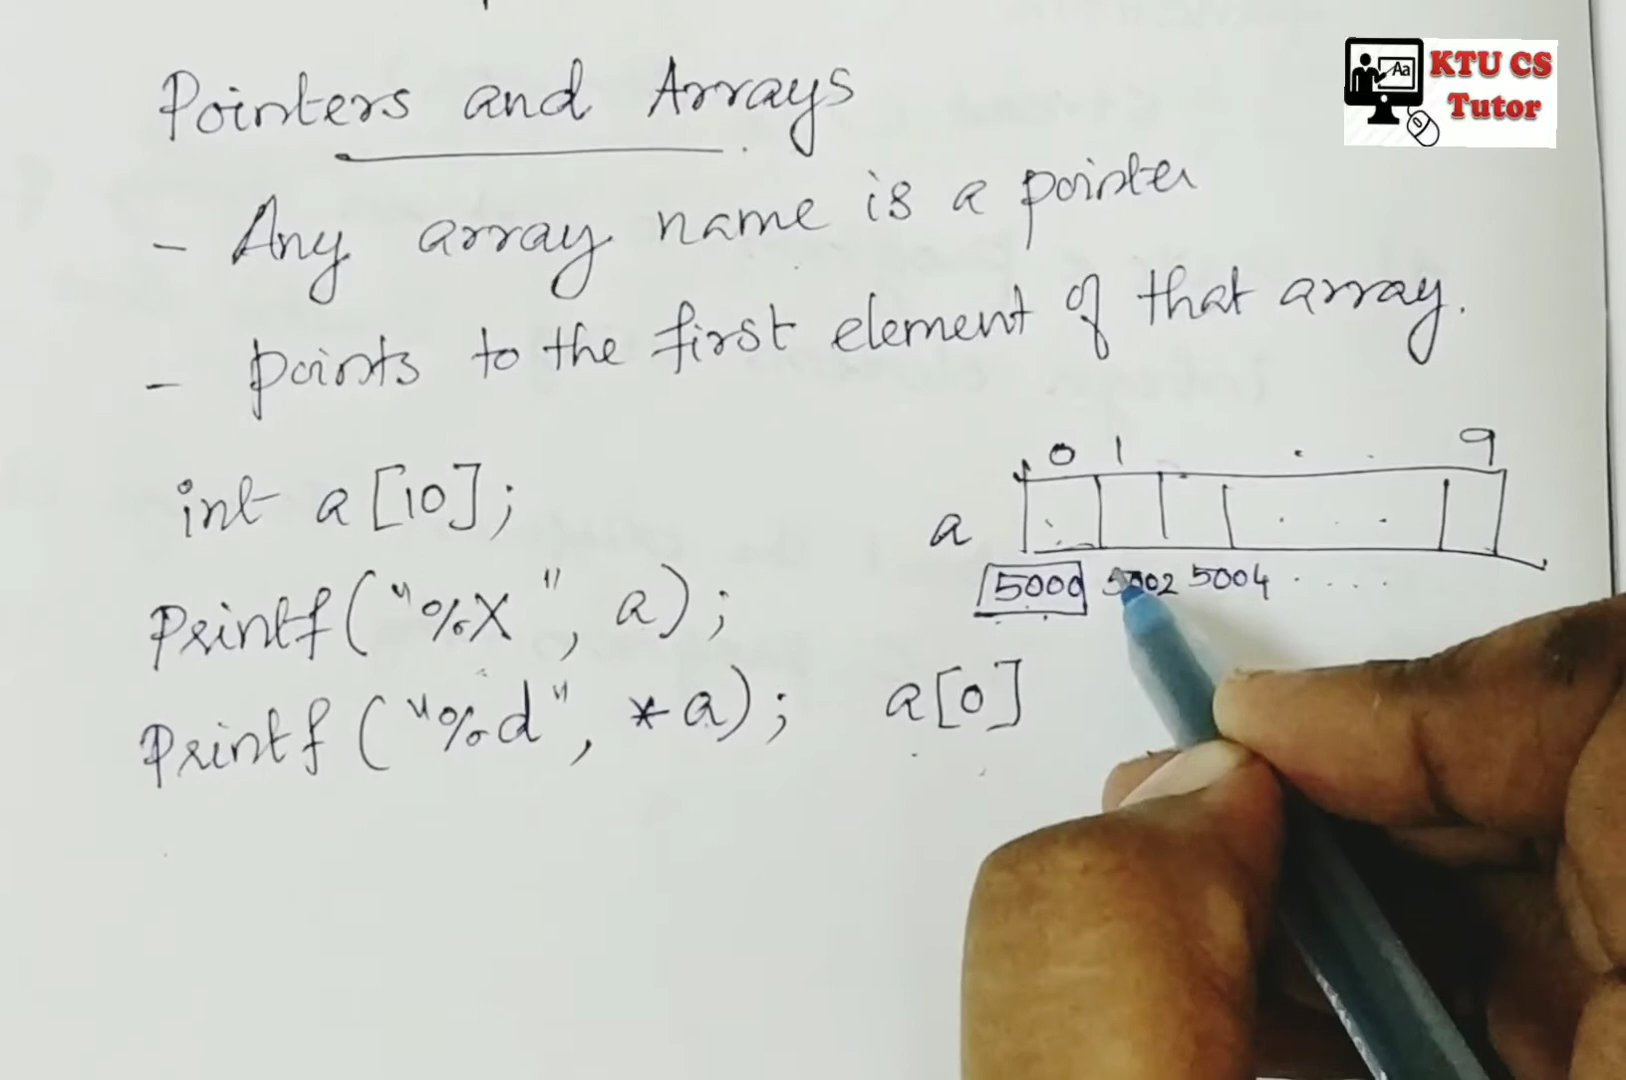 KTU CS
Tutor
Aa
Pointers and Arrays
- Any array name is a pointer
- points to the first element of that array.
int a[10];
printf("%X", a);
printf("%d", *a); a[0]
0 1 . . 9
a . . . .
5000 5002 5004 . . . . .